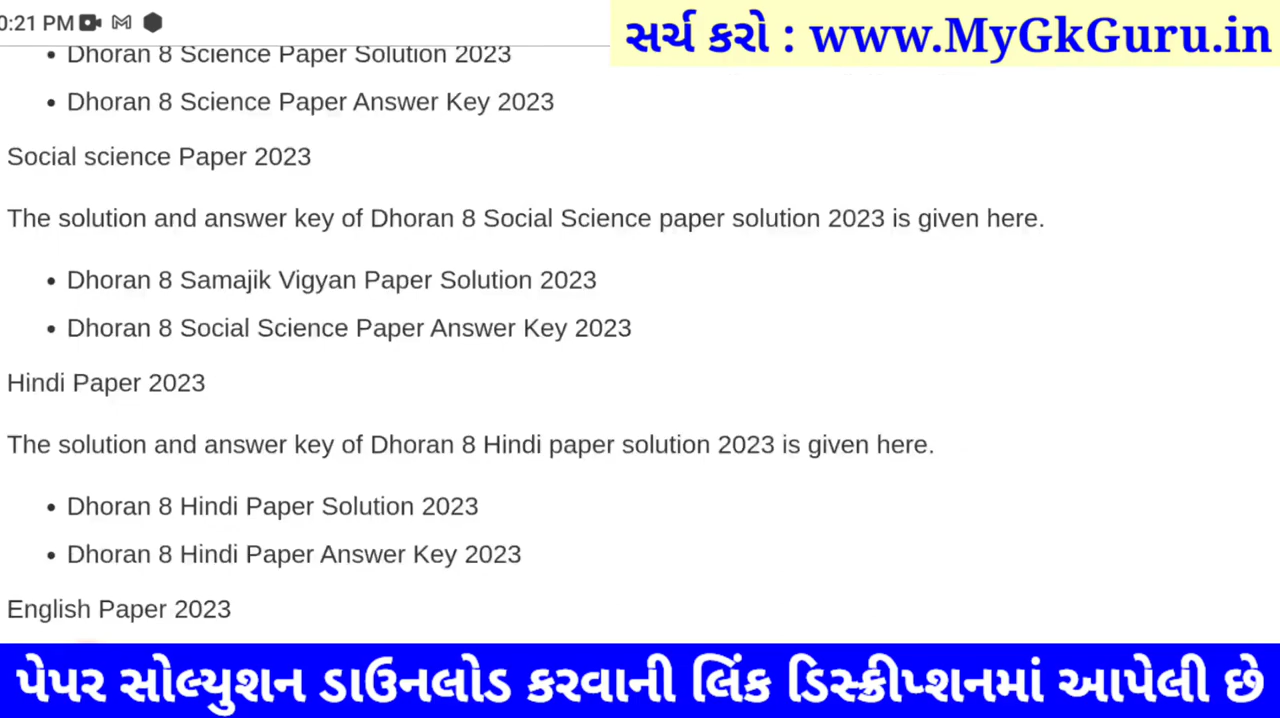 0:21 PM
સર્ચ કરો : www.MyGkGuru.in
• Dhoran 8 Science Paper Solution 2023
• Dhoran 8 Science Paper Answer Key 2023
Social science Paper 2023
The solution and answer key of Dhoran 8 Social Science paper solution 2023 is given here.
• Dhoran 8 Samajik Vigyan Paper Solution 2023
• Dhoran 8 Social Science Paper Answer Key 2023
Hindi Paper 2023
The solution and answer key of Dhoran 8 Hindi paper solution 2023 is given here.
• Dhoran 8 Hindi Paper Solution 2023
• Dhoran 8 Hindi Paper Answer Key 2023
English Paper 2023
પેપર સોલ્યુશન ડાઉનલોડ કરવાની લિંક ડિસ્ક્રીપ્શનમાં આપેલી છે